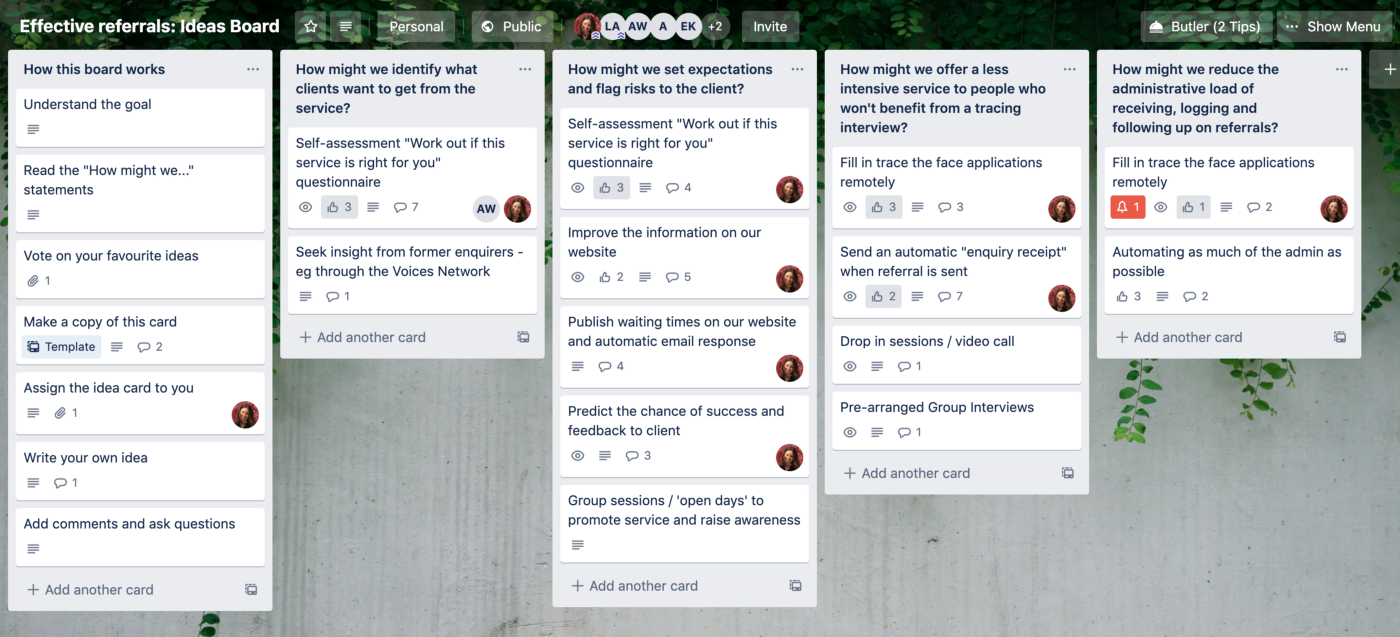 Effective referrals: Ideas Board
Personal
Public
LA
AW
A
EK
+2
Invite
Butler (2 Tips)
Show Menu
How this board works
Understand the goal
Read the "How might we..."
statements
Vote on your favourite ideas
1
Make a copy of this card
Template
2
Assign the idea card to you
1
Write your own idea
1
Add comments and ask questions
+ Add another card
How might we identify what
clients want to get from the
service?
Self-assessment "Work out if this
service is right for you"
questionnaire
3
7
AW
Seek insight from former enquirers -
eg through the Voices Network
1
+ Add another card
How might we set expectations
and flag risks to the client?
Self-assessment "Work out if this
service is right for you"
questionnaire
3
4
Improve the information on our
website
2
5
Publish waiting times on our website
and automatic email response
4
Predict the chance of success and
feedback to client
3
Group sessions / 'open days' to
promote service and raise awareness
+ Add another card
How might we offer a less
intensive service to people who
won't benefit from a tracing
interview?
Fill in trace the face applications
remotely
3
3
Send an automatic "enquiry receipt"
when referral is sent
2
7
Drop in sessions / video call
1
Pre-arranged Group Interviews
1
+ Add another card
How might we reduce the
administrative load of
receiving, logging and
following up on referrals?
Fill in trace the face applications
remotely
1
1
2
Automating as much of the admin as
possible
3
2
+ Add another card